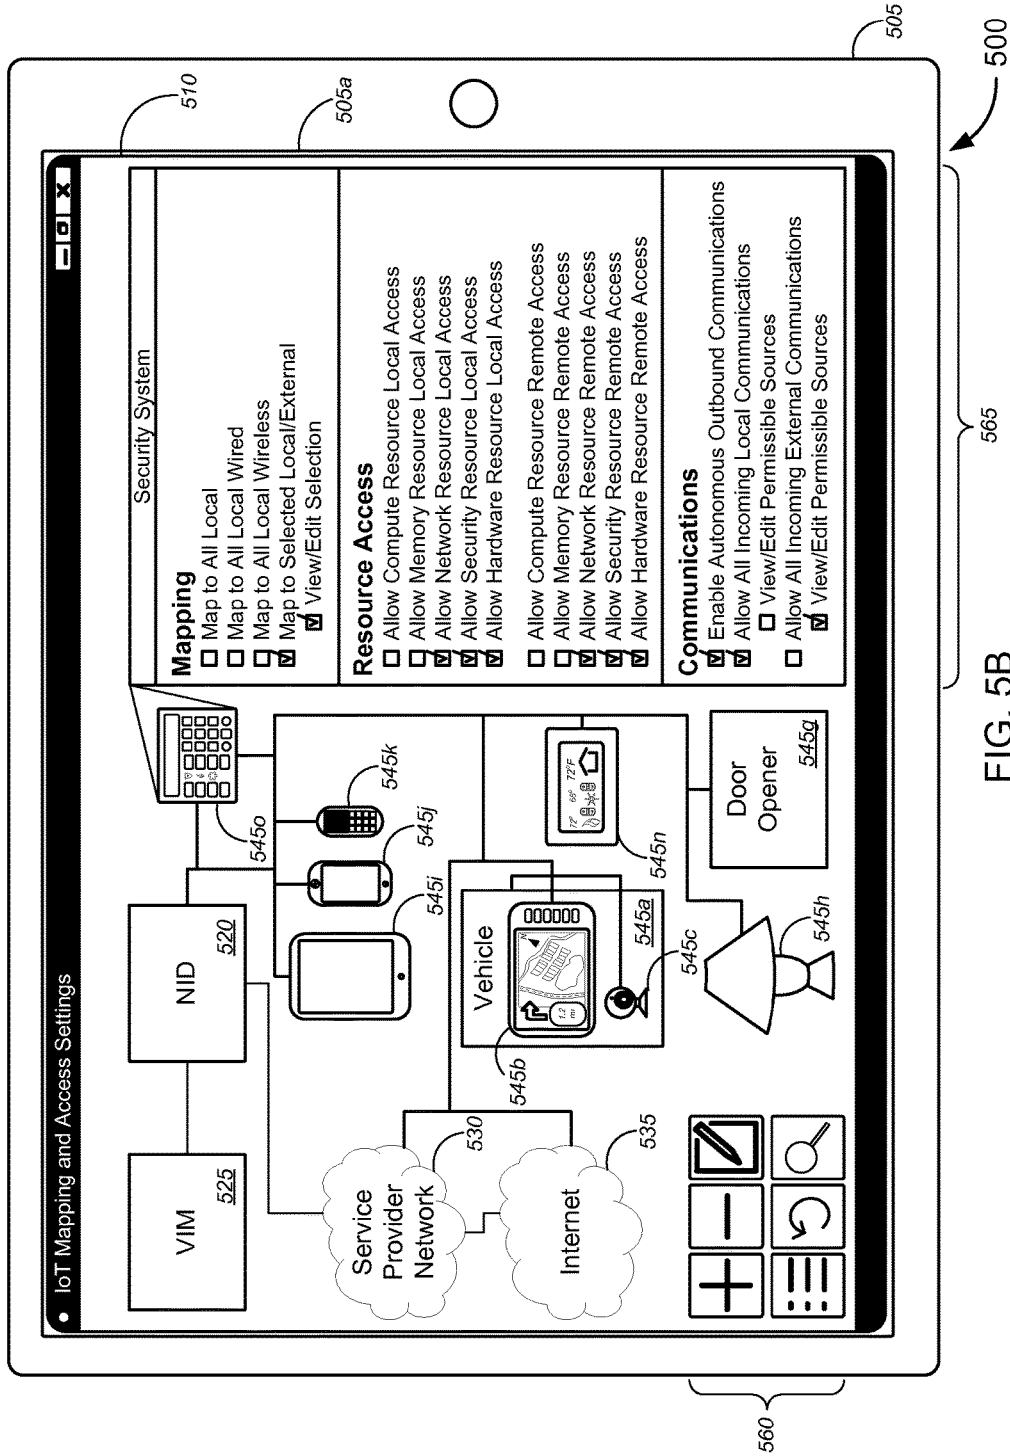 IoT Mapping and Access Settings
VIM
525
NID
520
Service
Provider
Network
530
Internet
535
545o
545k
545j
545i
Vehicle
545a
545b
545c
1.2
mi
N
72°
68°
72°F
545n
545h
Door
Opener
545g
Security System
Mapping
Map to All Local
Map to All Local Wired
Map to All Local Wireless
Map to Selected Local/External
View/Edit Selection
Resource Access
Allow Compute Resource Local Access
Allow Memory Resource Local Access
Allow Network Resource Local Access
Allow Security Resource Local Access
Allow Hardware Resource Local Access
Allow Compute Resource Remote Access
Allow Memory Resource Remote Access
Allow Network Resource Remote Access
Allow Security Resource Remote Access
Allow Hardware Resource Remote Access
Communications
Enable Autonomous Outbound Communications
Allow All Incoming Local Communications
View/Edit Permissible Sources
Allow All Incoming External Communications
View/Edit Permissible Sources
510
505a
505
500
560
565
FIG. 5B